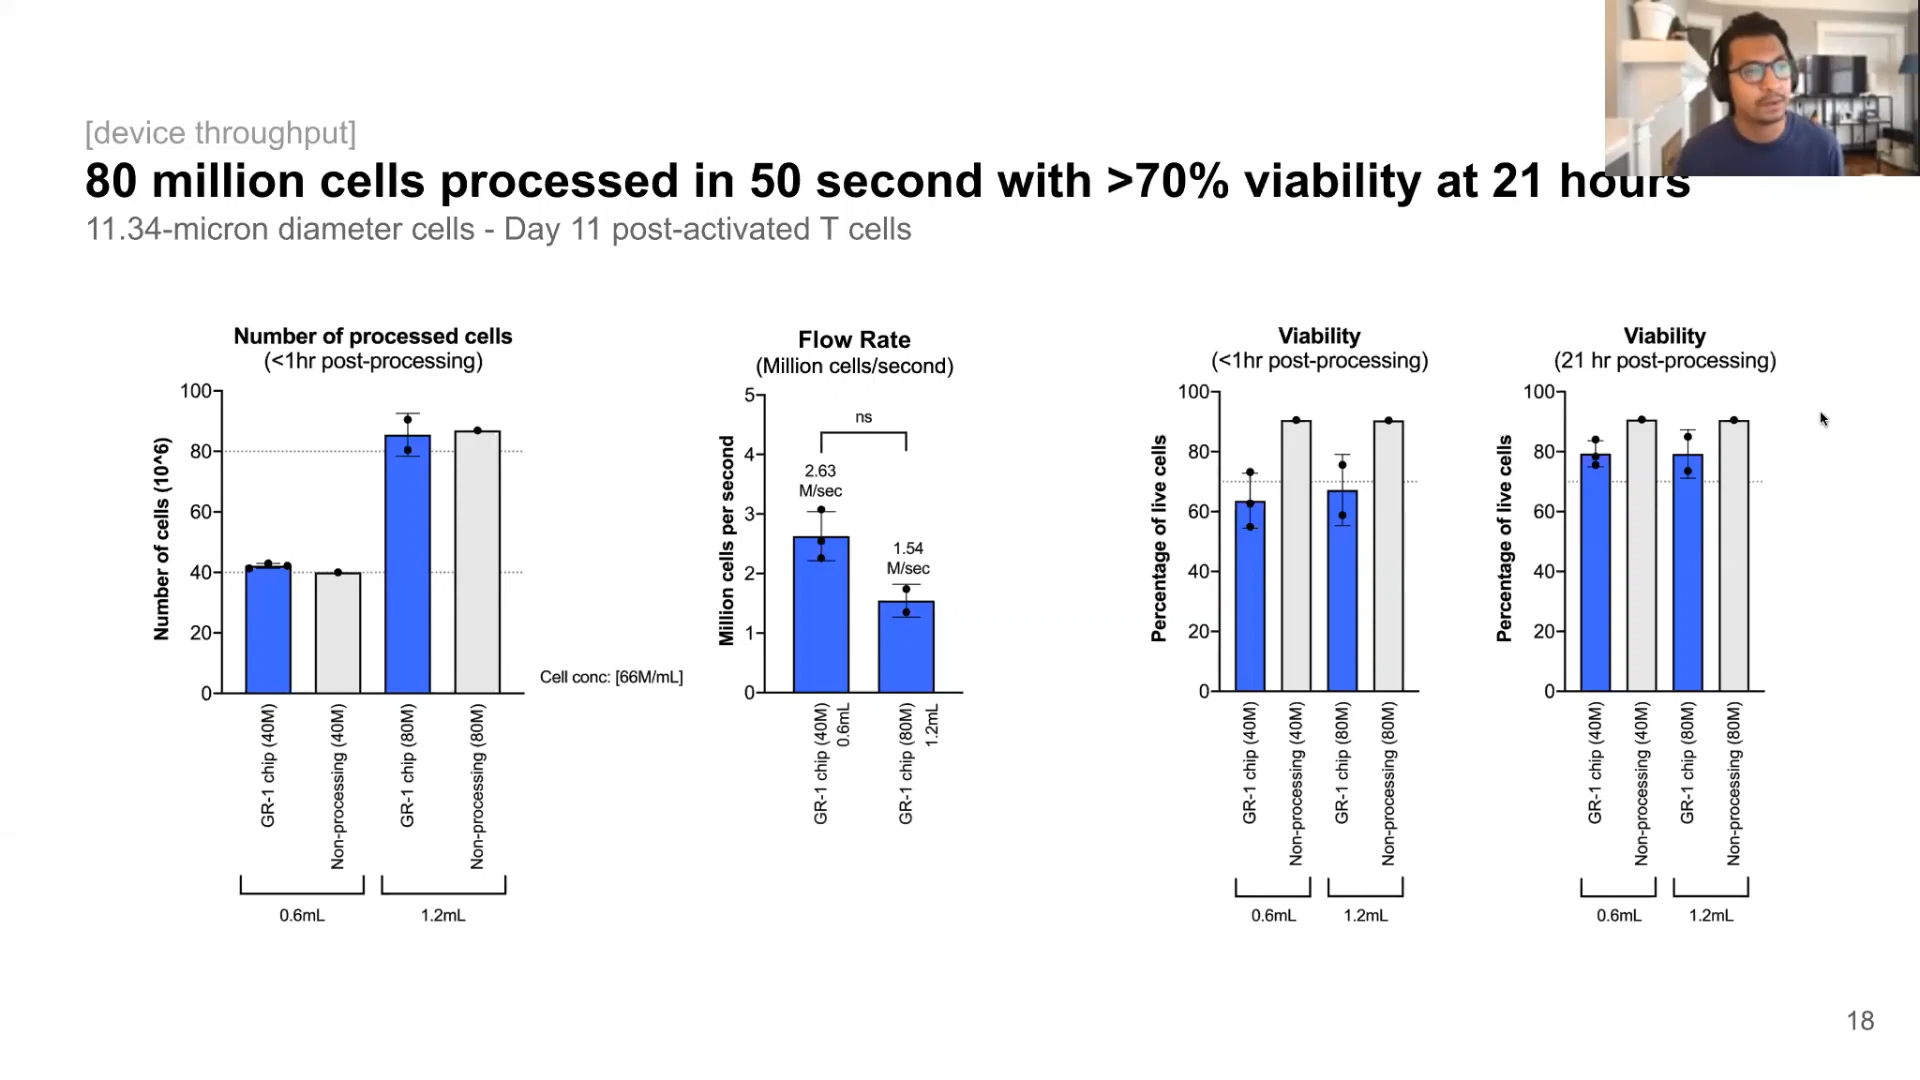 [device throughput]
80 million cells processed in 50 second with >70% viability at 21 hours
11.34-micron diameter cells - Day 11 post-activated T cells
Number of processed cells
(<1hr post-processing)
Number of cells (10^6)
100
80
60
40
20
0
GR-1 chip (40M)
Non-processing (40M)
GR-1 chip (80M)
Non-processing (80M)
0.6mL
1.2mL
Cell conc: [66M/mL]
Flow Rate
(Million cells/second)
Million cells per second
5
4
3
2
1
0
ns
2.63
M/sec
1.54
M/sec
GR-1 chip (40M)
0.6mL
GR-1 chip (80M)
1.2mL
Viability
(<1hr post-processing)
Percentage of live cells
100
80
60
40
20
0
GR-1 chip (40M)
Non-processing (40M)
GR-1 chip (80M)
Non-processing (80M)
0.6mL
1.2mL
Viability
(21 hr post-processing)
Percentage of live cells
100
80
60
40
20
0
GR-1 chip (40M)
Non-processing (40M)
GR-1 chip (80M)
Non-processing (80M)
0.6mL
1.2mL
18